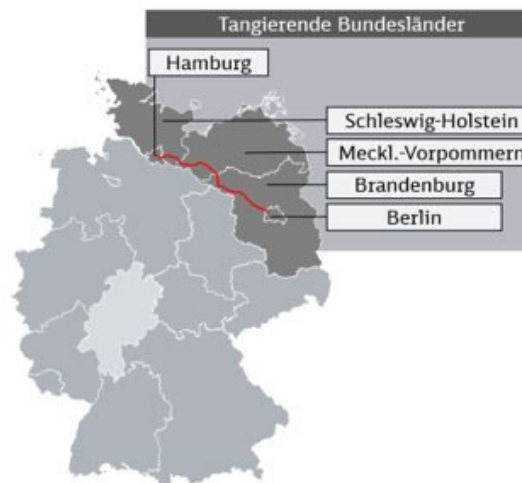 Tangierende Bundesländer
Hamburg
Schleswig-Holstein
Meckl.-Vorpommern
Brandenburg
Berlin